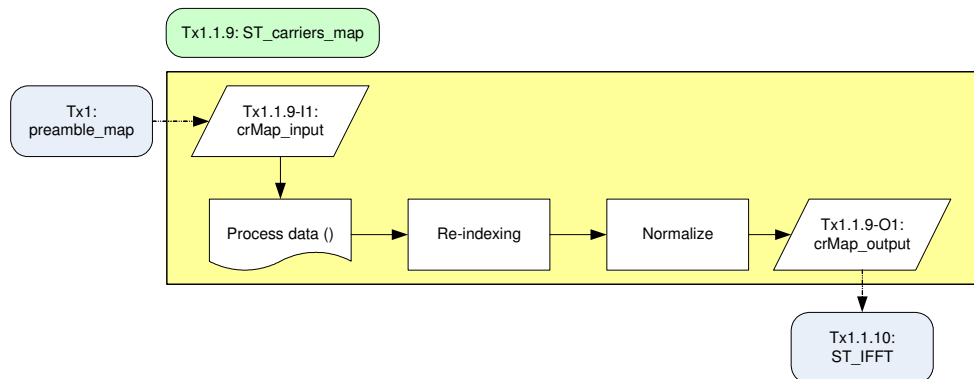 Tx1.1.9: ST_carriers_map
Tx1:
preamble_map
Tx1.1.9-I1:
crMap_input
Process data ()
Re-indexing
Normalize
Tx1.1.9-O1:
crMap_output
Tx1.1.10:
ST_IFFT